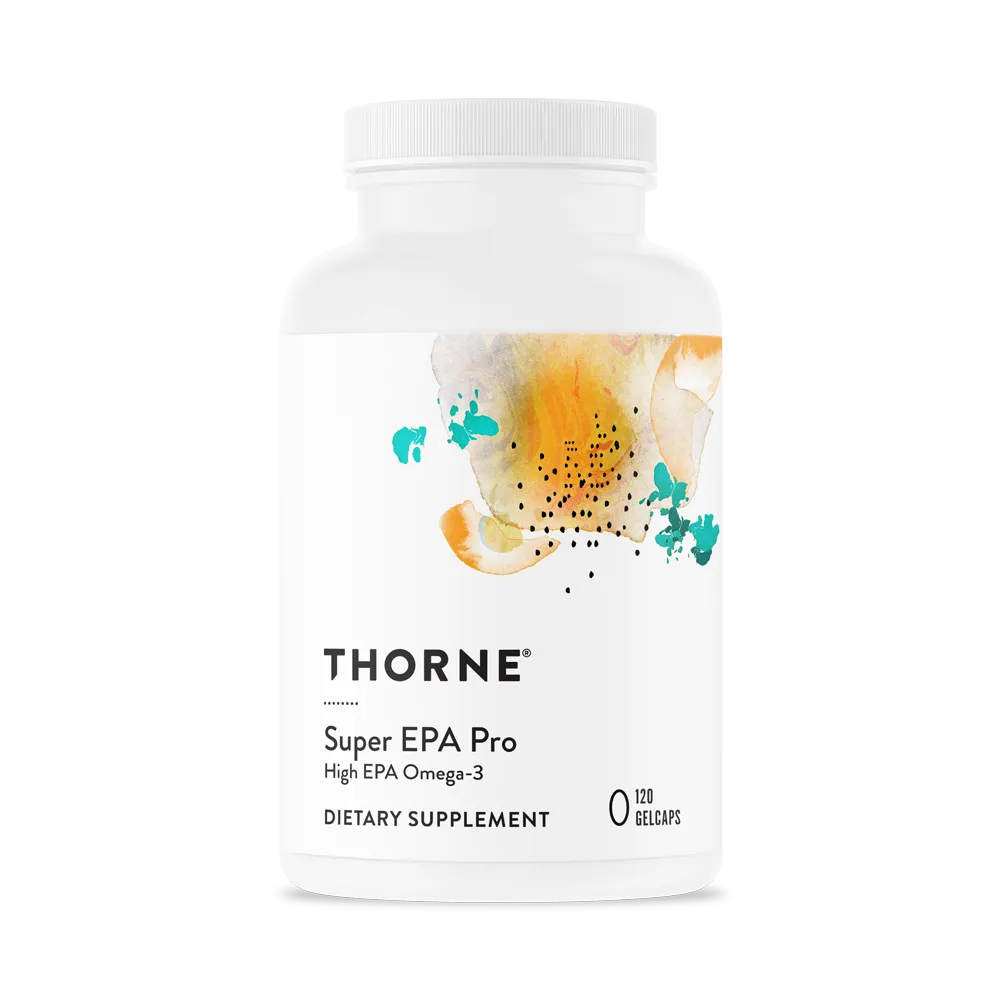 THORNE®
Super EPA Pro
High EPA Omega-3
DIETARY SUPPLEMENT
120
GELCAPS